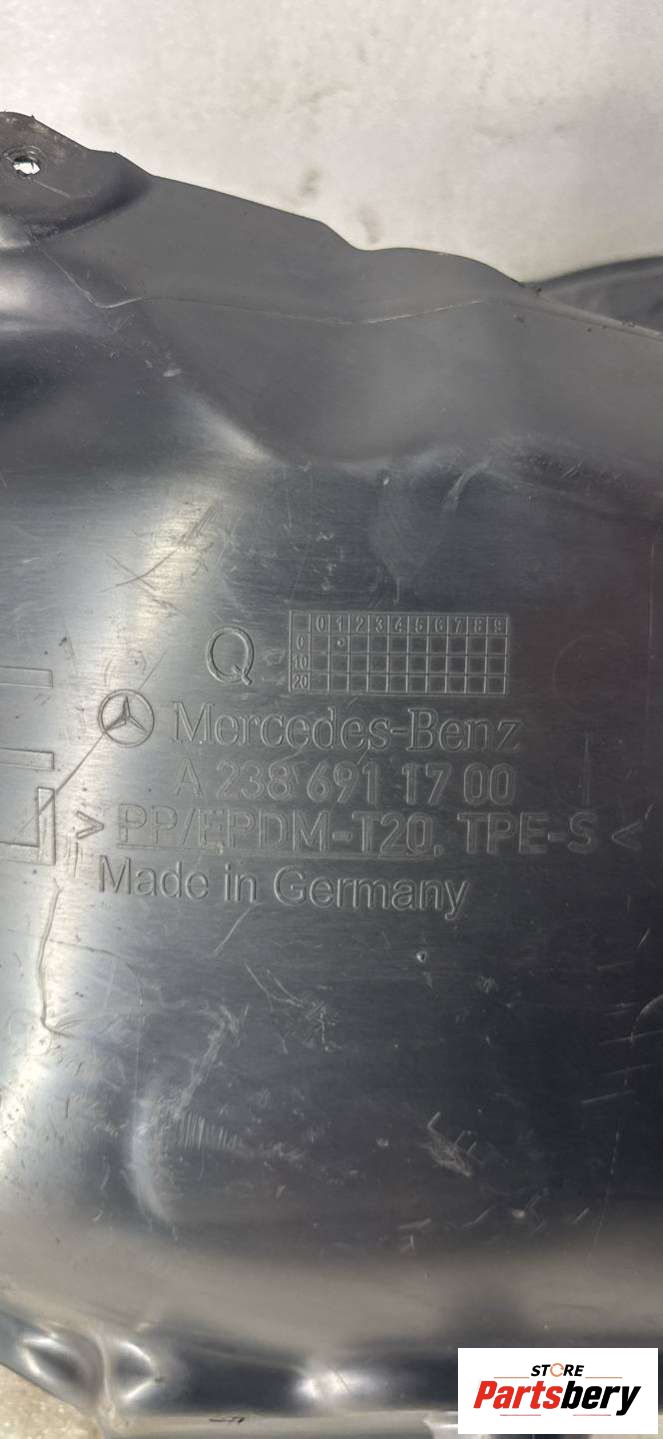 0 1 2 3 4 5 6 7 8 9
0
10
20
Q
Mercedes-Benz
A 238 691 17 00
>PP/EPDM-T20, TPE-S<
Made in Germany
STORE
Partsbery